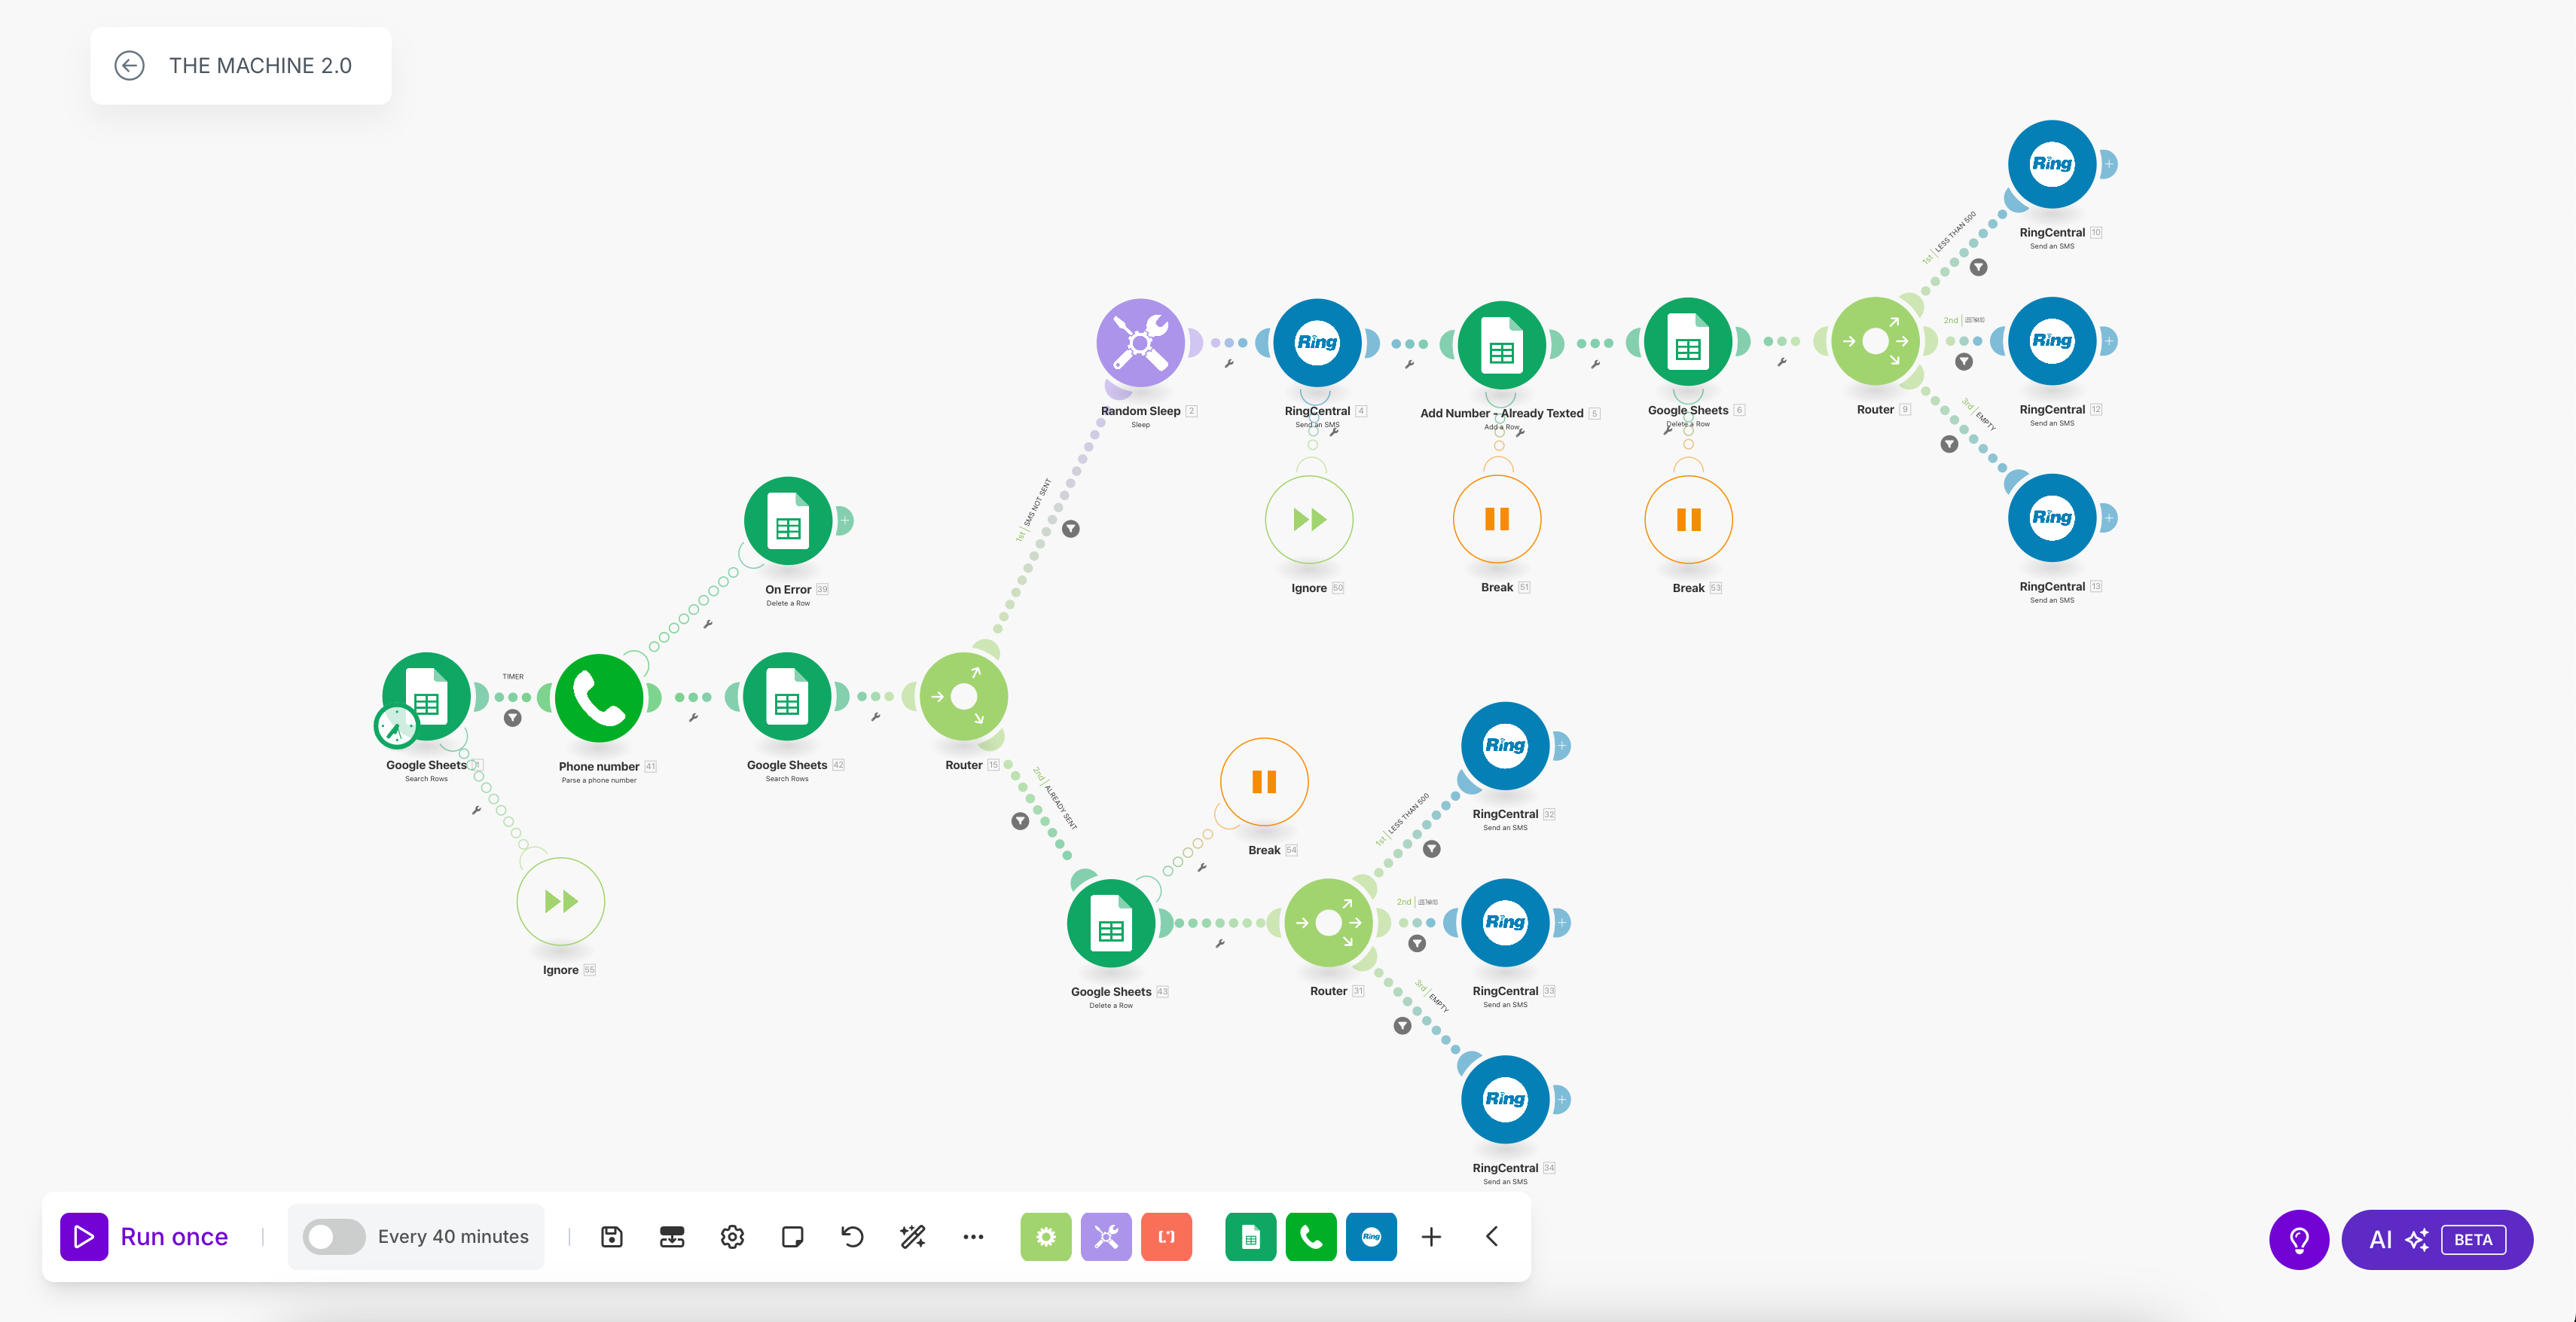 THE MACHINE 2.0
Ring
RingCentral 10
Send an SMS
1st | LESS THAN 500
Random Sleep 2
Sleep
Ring
RingCentral 4
Send an SMS
Add Number - Already Texted 5
Add a Row
Google Sheets 6
Delete a Row
Router 9
2nd
Ring
RingCentral 12
Send an SMS
3rd | EMPTY
Ring
RingCentral 13
Send an SMS
Ignore 50
Break 51
Break 53
1st | SMS NOT SENT
On Error 39
Delete a Row
TIMER
Google Sheets
Search Rows
Phone number 41
Parse a phone number
Google Sheets 42
Search Rows
Router 15
2nd | ALREADY SENT
Ignore 55
Break 54
Google Sheets 43
Delete a Row
Router 31
1st | LESS THAN 500
Ring
RingCentral 32
Send an SMS
2nd
Ring
RingCentral 33
Send an SMS
3rd | EMPTY
Ring
RingCentral 34
Send an SMS
Run once
Every 40 minutes
Ring
AI BETA